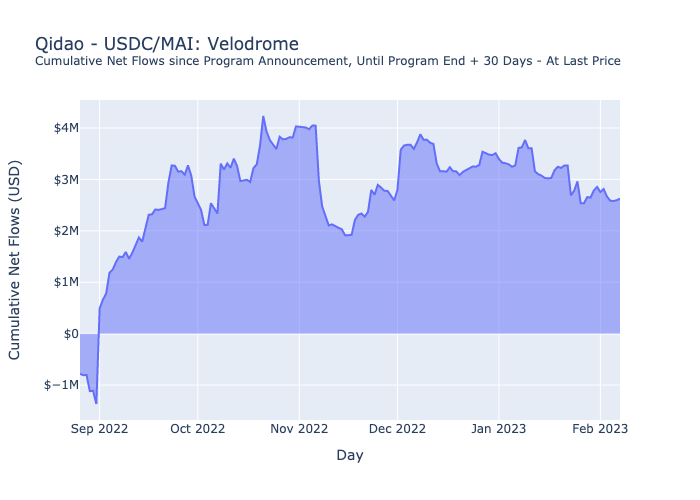 Qidao - USDC/MAI: Velodrome
Cumulative Net Flows since Program Announcement, Until Program End + 30 Days - At Last Price
Cumulative Net Flows (USD)
$4M
$3M
$2M
$1M
$0
$−1M
Sep 2022
Oct 2022
Nov 2022
Dec 2022
Jan 2023
Feb 2023
Day